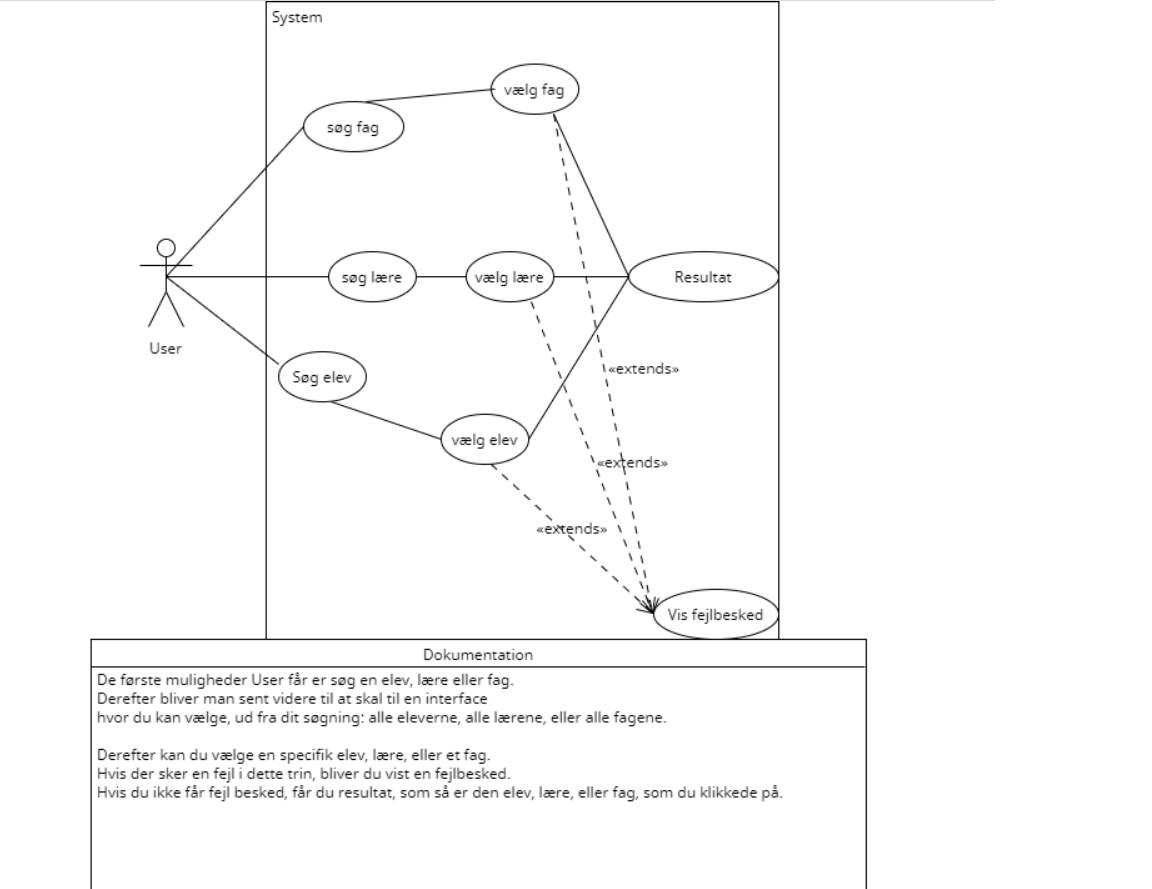 System
vælg fag
søg fag
søg lære
vælg lære
Resultat
User
Søg elev
«extends»
vælg elev
«extends»
«extends»
Vis fejlbesked
Dokumentation
De første muligheder User får er søg en elev, lære eller fag.
Derefter bliver man sent videre til at skal til en interface
hvor du kan vælge, ud fra dit søgning: alle eleverne, alle lærene, eller alle fagene.
Derefter kan du vælge en specifik elev, lære, eller et fag.
Hvis der sker en fejl i dette trin, bliver du vist en fejlbesked.
Hvis du ikke får fejl besked, får du resultat, som så er den elev, lære, eller fag, som du klikkede på.